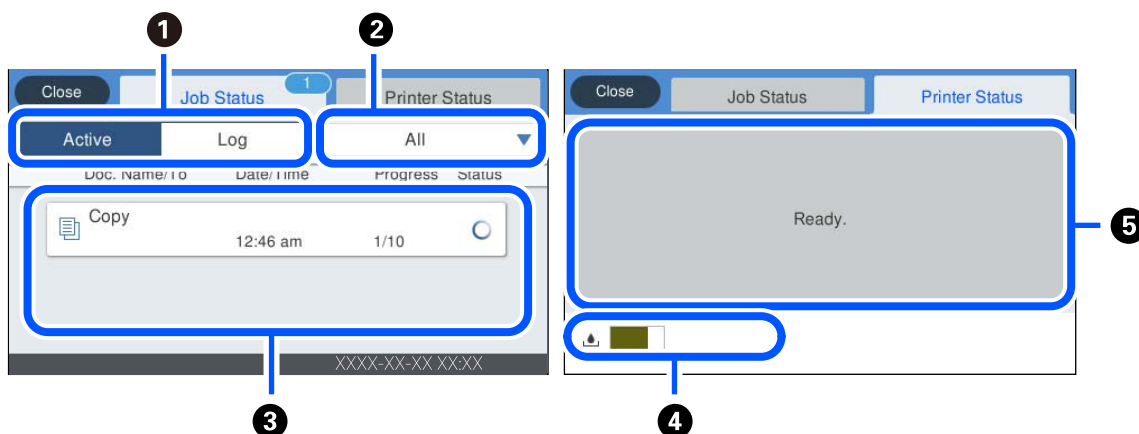 1 2
Close Job Status 1 Printer Status
Active Log All
Doc. Name/To Date/Time Progress Status
Copy
12:46 am 1/10
XXXX-XX-XX XX:XX
3
Close Job Status Printer Status
Ready.
5
4